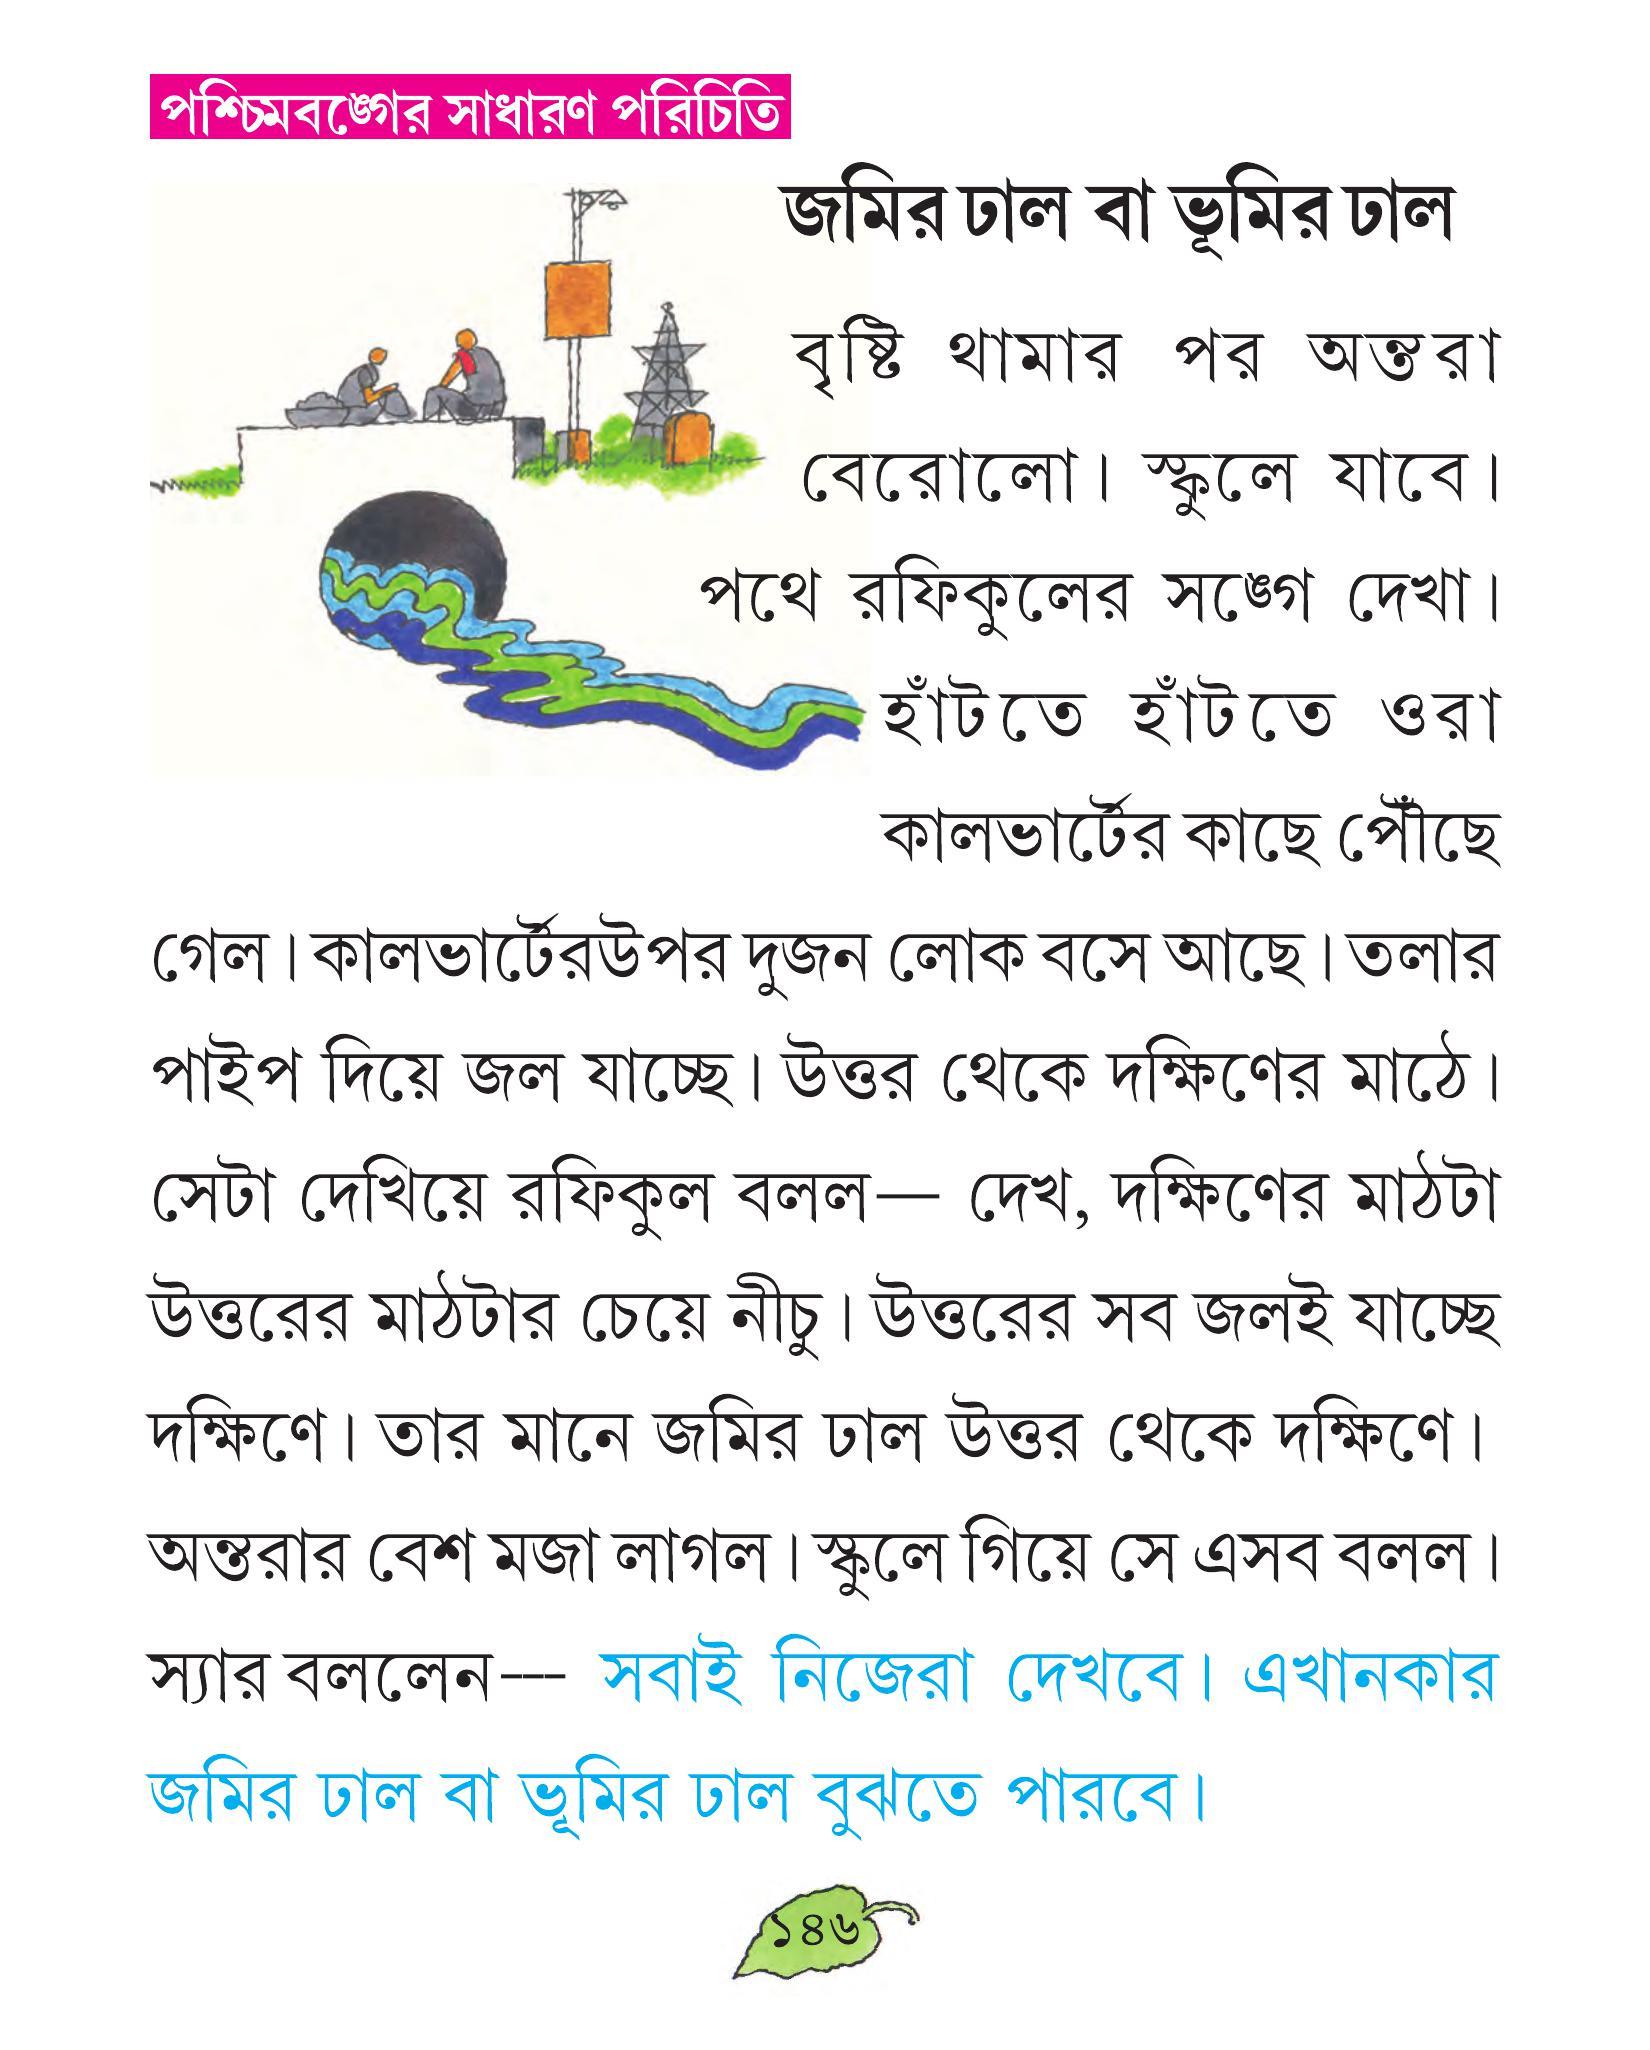 পশ্চিমবঙ্গের সাধারণ পরিচিতি
জমির ঢাল বা ভূমির ঢাল
বৃষ্টি থামার পর অন্তরা
বেরোলো। স্কুলে যাবে।
পথে রফিকুলের সঙ্গে দেখা।
হাঁটতে হাঁটতে ওরা
কালভার্টের কাছে পৌঁছে
গেল। কালভার্টেরউপর দুজন লোক বসে আছে। তলার
পাইপ দিয়ে জল যাচ্ছে। উত্তর থেকে দক্ষিণের মাঠে।
সেটা দেখিয়ে রফিকুল বলল— দেখ, দক্ষিণের মাঠটা
উত্তরের মাঠটার চেয়ে নীচু। উত্তরের সব জলই যাচ্ছে
দক্ষিণে। তার মানে জমির ঢাল উত্তর থেকে দক্ষিণে।
অন্তরার বেশ মজা লাগল। স্কুলে গিয়ে সে এসব বলল।
স্যার বললেন--- সবাই নিজেরা দেখবে। এখানকার
জমির ঢাল বা ভূমির ঢাল বুঝতে পারবে।
১৪৬